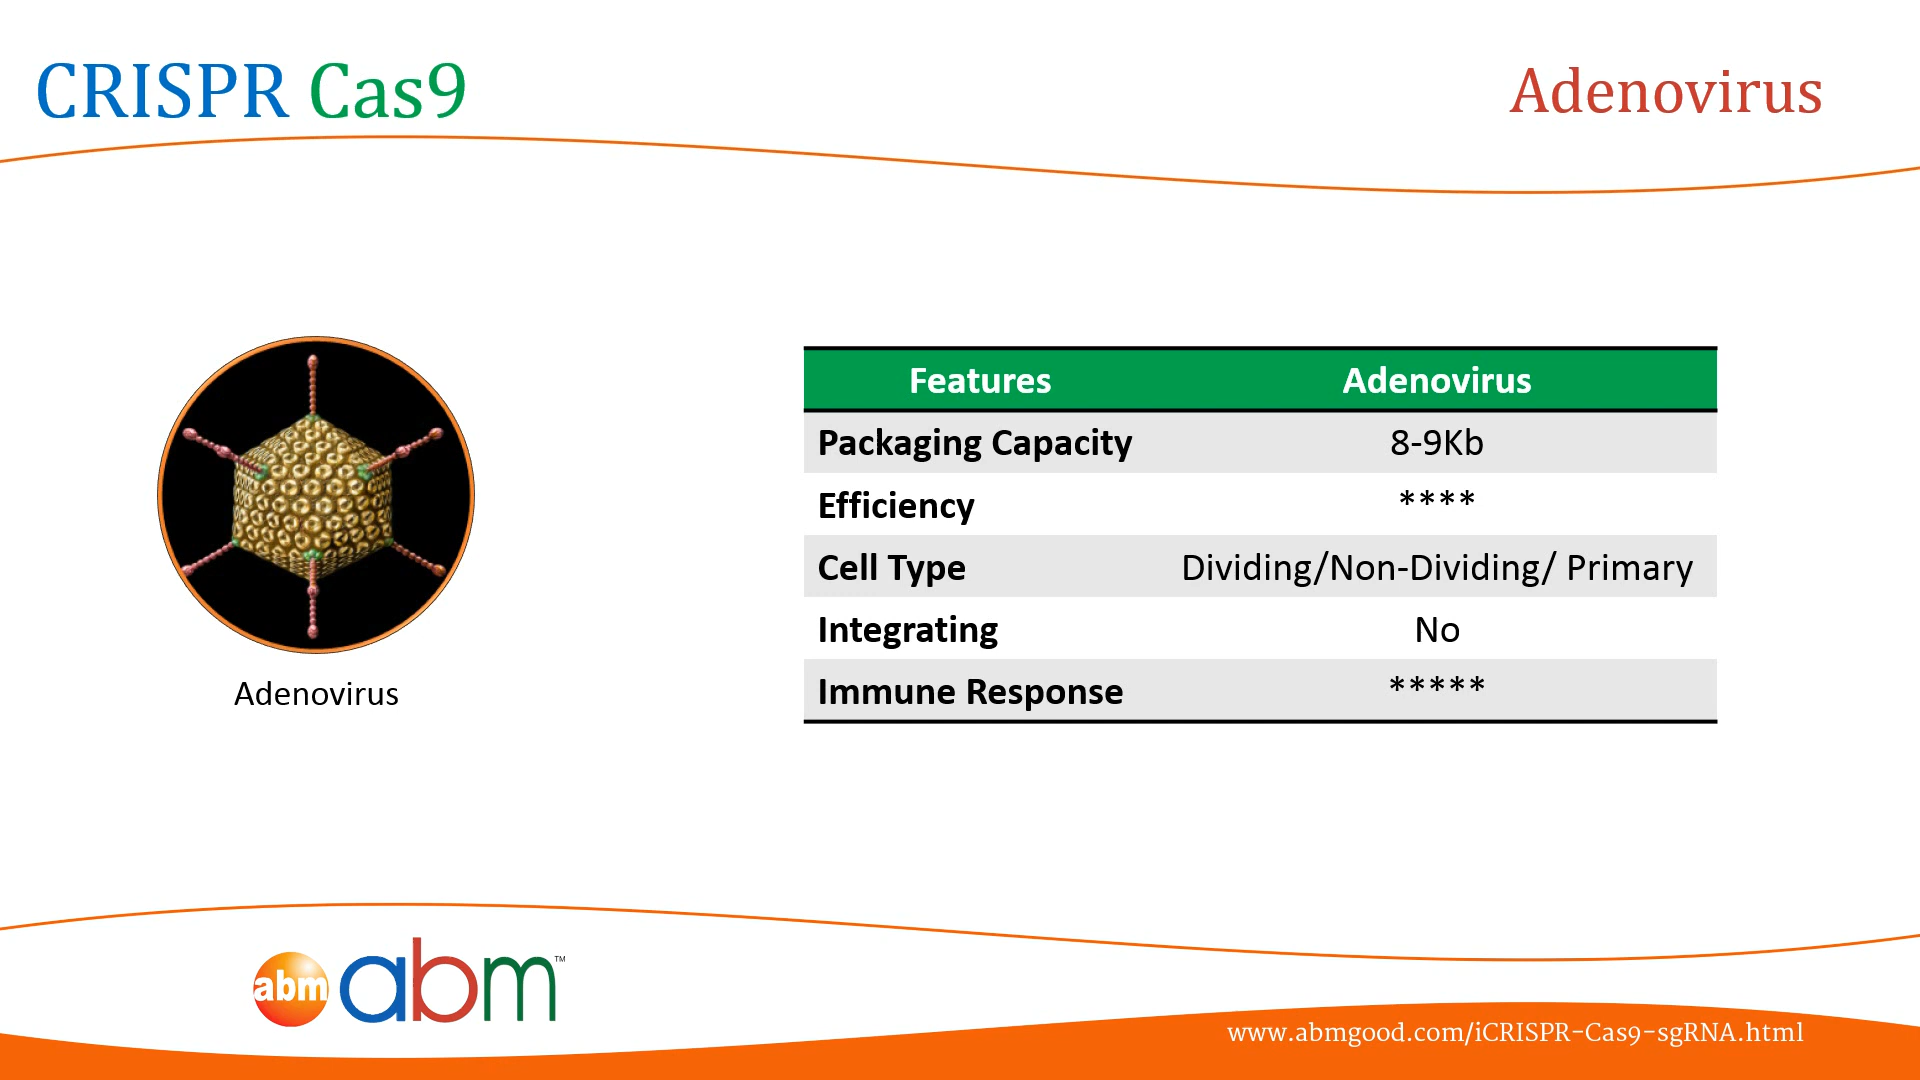 CRISPR Cas9
Adenovirus
Adenovirus
Features Adenovirus
Packaging Capacity 8-9Kb
Efficiency ****
Cell Type Dividing/Non-Dividing/ Primary
Integrating No
Immune Response *****
abm abm™
www.abmgood.com/iCRISPR-Cas9-sgRNA.html